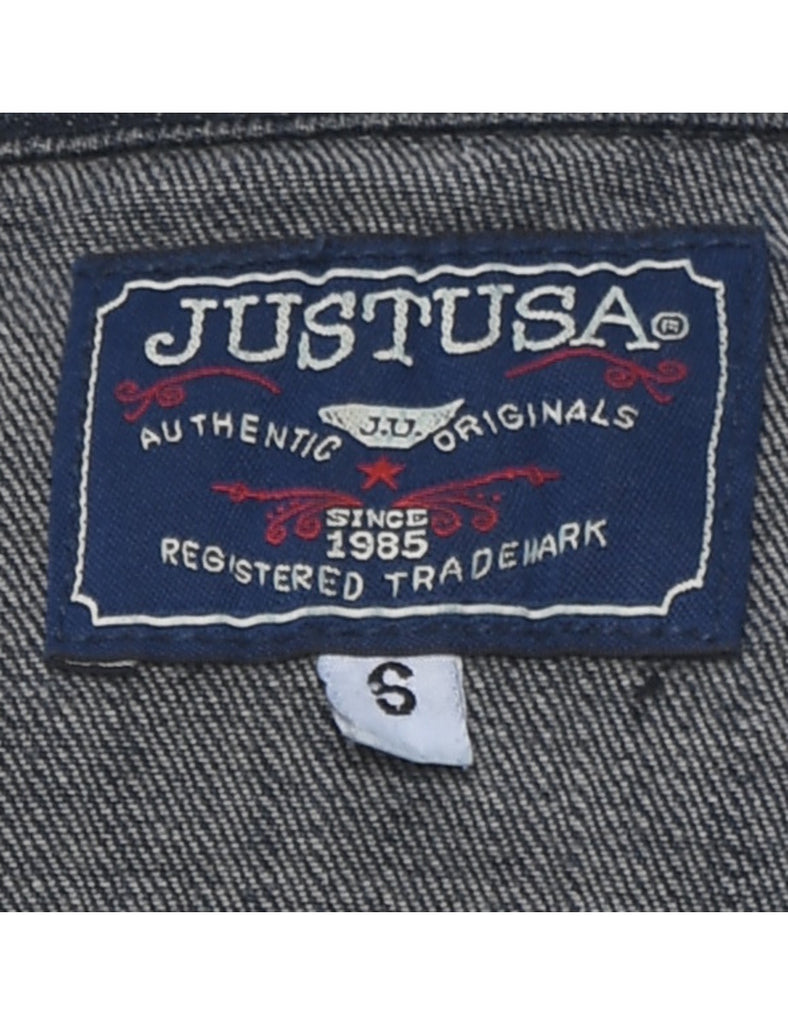 JUSTUSA®
AUTHENTIC J.U. ORIGINALS
SINCE
1985
REGISTERED TRADEMARK
S